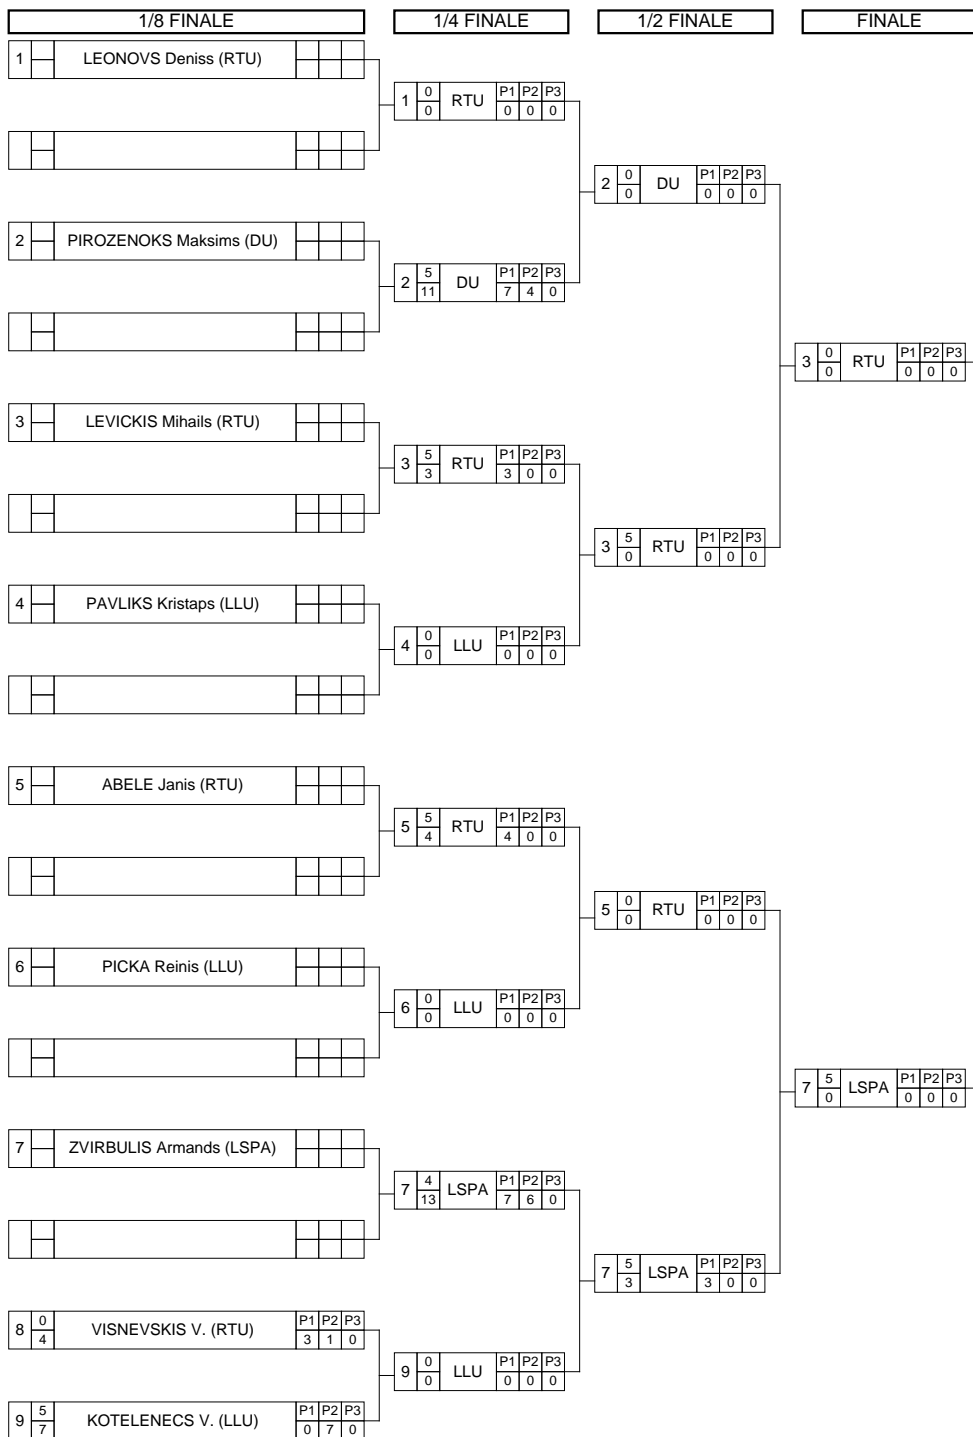 1/8 FINALE 1/4 FINALE 1/2 FINALE FINALE
1 LEONOVS Deniss (RTU)
1 0 RTU P1 P2 P3
0 0 0 0
2 0 DU P1 P2 P3
0 0 0 0
2 PIROZENOKS Maksims (DU)
2 5 DU P1 P2 P3
11 7 4 0
3 0 RTU P1 P2 P3
0 0 0 0
3 LEVICKIS Mihails (RTU)
3 5 RTU P1 P2 P3
3 3 0 0
3 5 RTU P1 P2 P3
0 0 0 0
4 PAVLIKS Kristaps (LLU)
4 0 LLU P1 P2 P3
0 0 0 0
5 ABELE Janis (RTU)
5 5 RTU P1 P2 P3
4 4 0 0
5 0 RTU P1 P2 P3
0 0 0 0
6 PICKA Reinis (LLU)
6 0 LLU P1 P2 P3
0 0 0 0
7 5 LSPA P1 P2 P3
0 0 0 0
7 ZVIRBULIS Armands (LSPA)
7 4 LSPA P1 P2 P3
13 7 6 0
7 5 LSPA P1 P2 P3
3 3 0 0
8 0 VISNEVSKIS V. (RTU) P1 P2 P3
4 3 1 0
9 0 LLU P1 P2 P3
0 0 0 0
9 5 KOTELENECS V. (LLU) P1 P2 P3
7 0 7 0